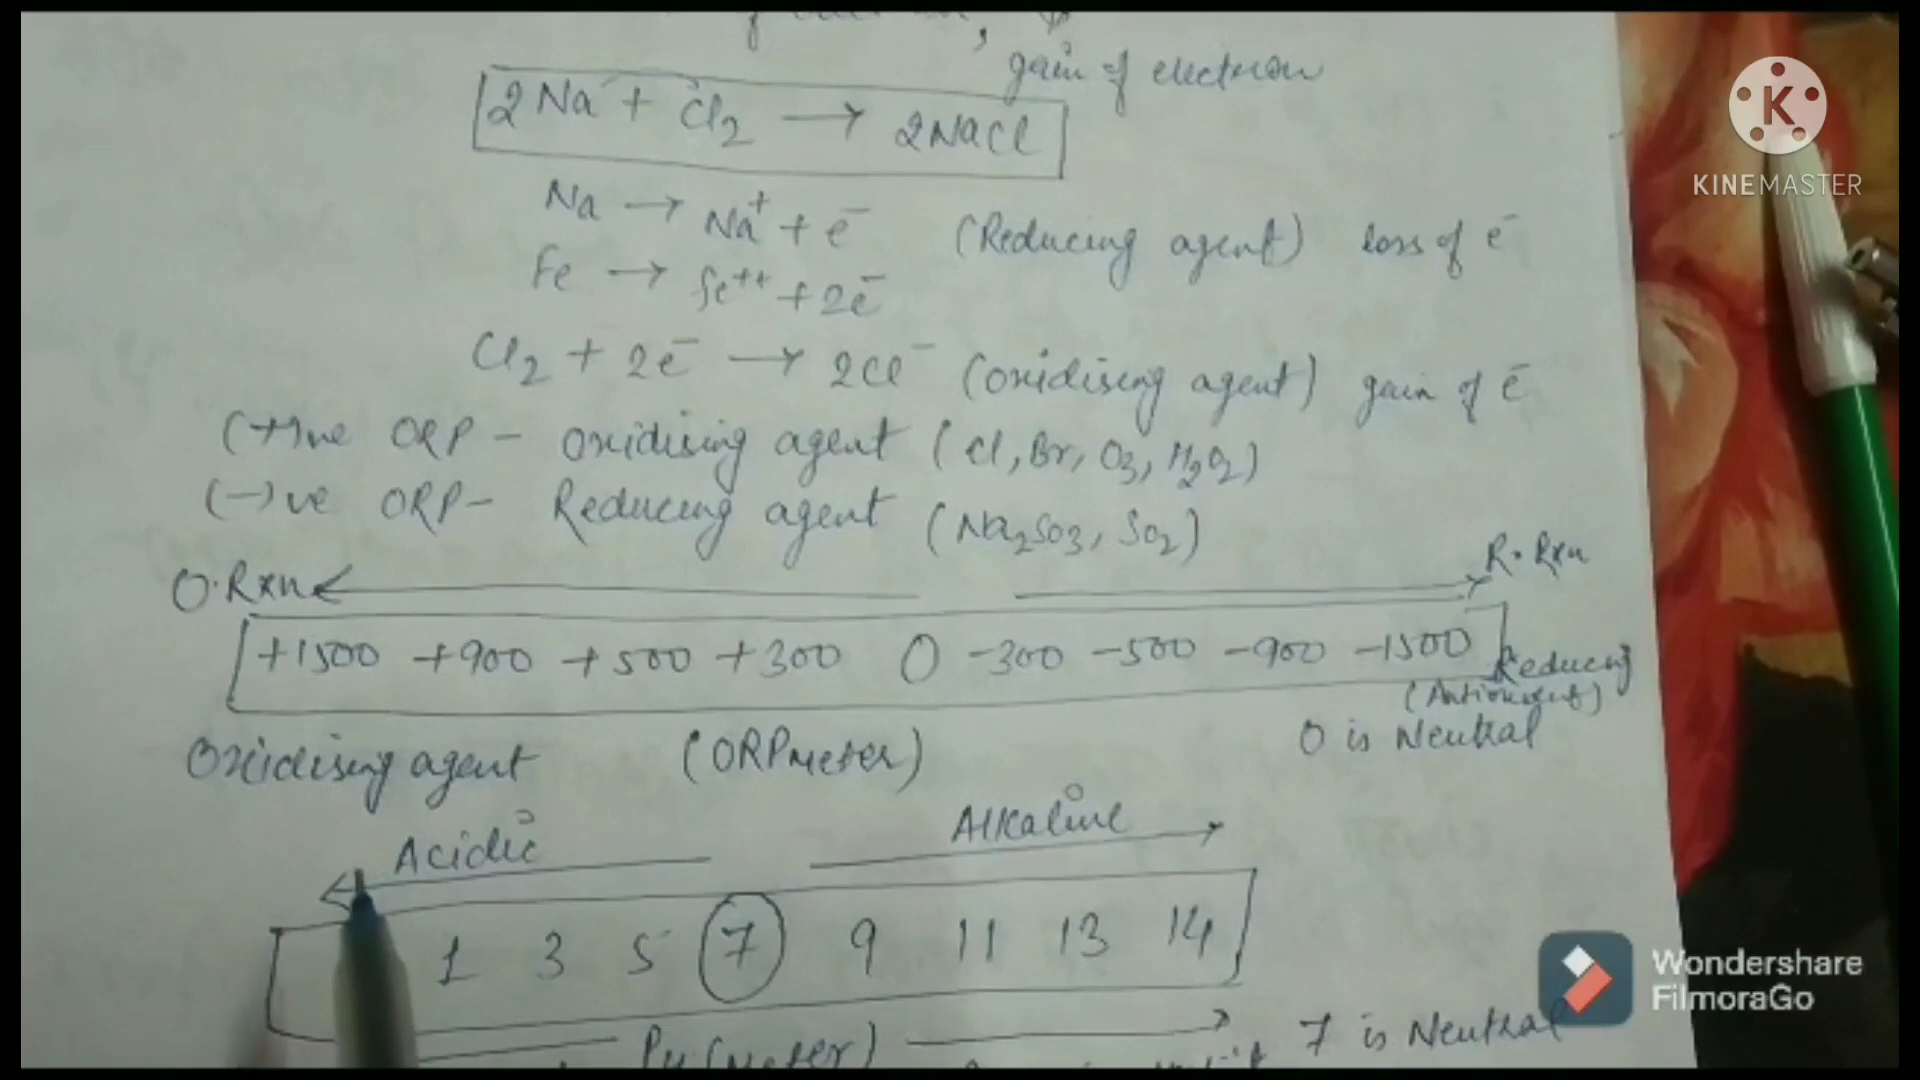 gain of electron
2Na + Cl2 → 2NaCl
Na → Na+ + e- (Reducing agent) loss of e-
Fe → Fe++ + 2e-
Cl2 + 2e- → 2Cl- (Oxidising agent) gain of e-
(+)ve ORP - Oxidising agent (Cl, Br, O3, H2O2)
(-)ve ORP- Reducing agent (Na2SO3, SO2)
O.Rxn ← → R.Rxn
+1500 +900 +500 +300 0 -300 -500 -900 -1500 Reducing
Oxidising agent (ORP meter) 0 is Neutral
Acidic Alkaline
1 3 5 7 9 11 13 14
PH (meter) 7 is Neutral
K
KINEMASTER
Wondershare
FilmoraGo